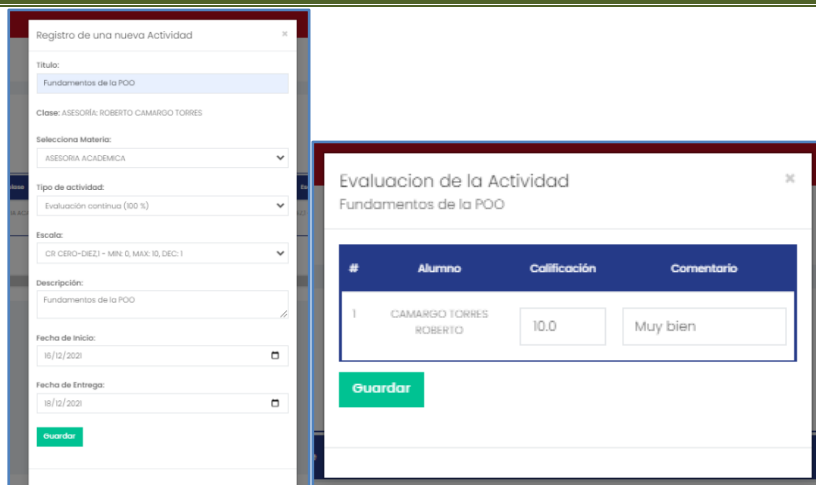 Registro de una nueva Actividad
×
Título:
Fundamentos de la POO
Clase: ASESORÍA: ROBERTO CAMARGO TORRES
Selecciona Materia:
ASESORIA ACADEMICA
Tipo de actividad:
Evaluación continua (100 %)
Escala:
CR CERO-DIEZ,1 - MIN: 0, MAX: 10, DEC: 1
Descripción:
Fundamentos de la POO
Fecha de Inicio:
16/12/2021
Fecha de Entrega:
18/12/2021
Guardar
Evaluacion de la Actividad
×
Fundamentos de la POO
# Alumno Calificación Comentario
1 CAMARGO TORRES
ROBERTO 10.0 Muy bien
Guardar